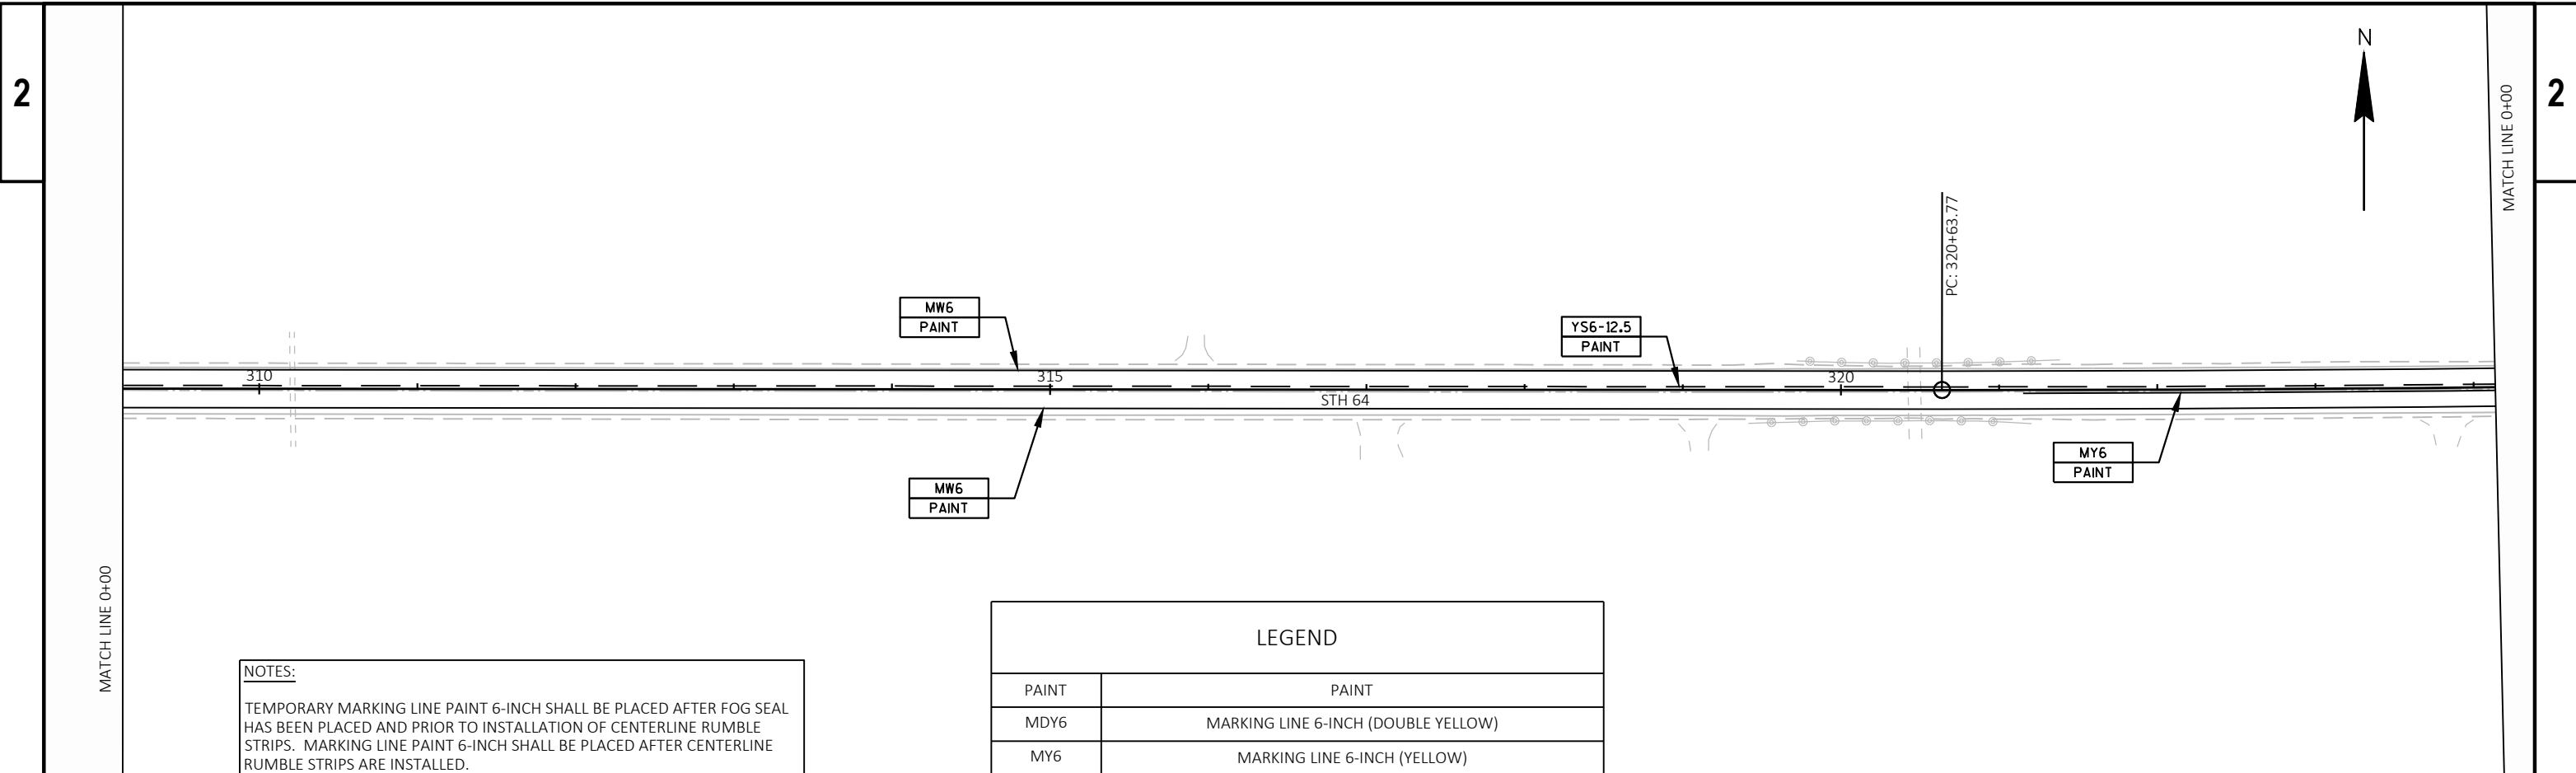 2
2
N
MATCH LINE 0+00
PC: 320+63.77
MW6
PAINT
YS6-12.5
PAINT
310
315
320
STH 64
MY6
PAINT
MW6
PAINT
MATCH LINE 0+00
NOTES:
TEMPORARY MARKING LINE PAINT 6-INCH SHALL BE PLACED AFTER FOG SEAL
HAS BEEN PLACED AND PRIOR TO INSTALLATION OF CENTERLINE RUMBLE
STRIPS. MARKING LINE PAINT 6-INCH SHALL BE PLACED AFTER CENTERLINE
RUMBLE STRIPS ARE INSTALLED.
LEGEND
PAINT PAINT
MDY6 MARKING LINE 6-INCH (DOUBLE YELLOW)
MY6 MARKING LINE 6-INCH (YELLOW)